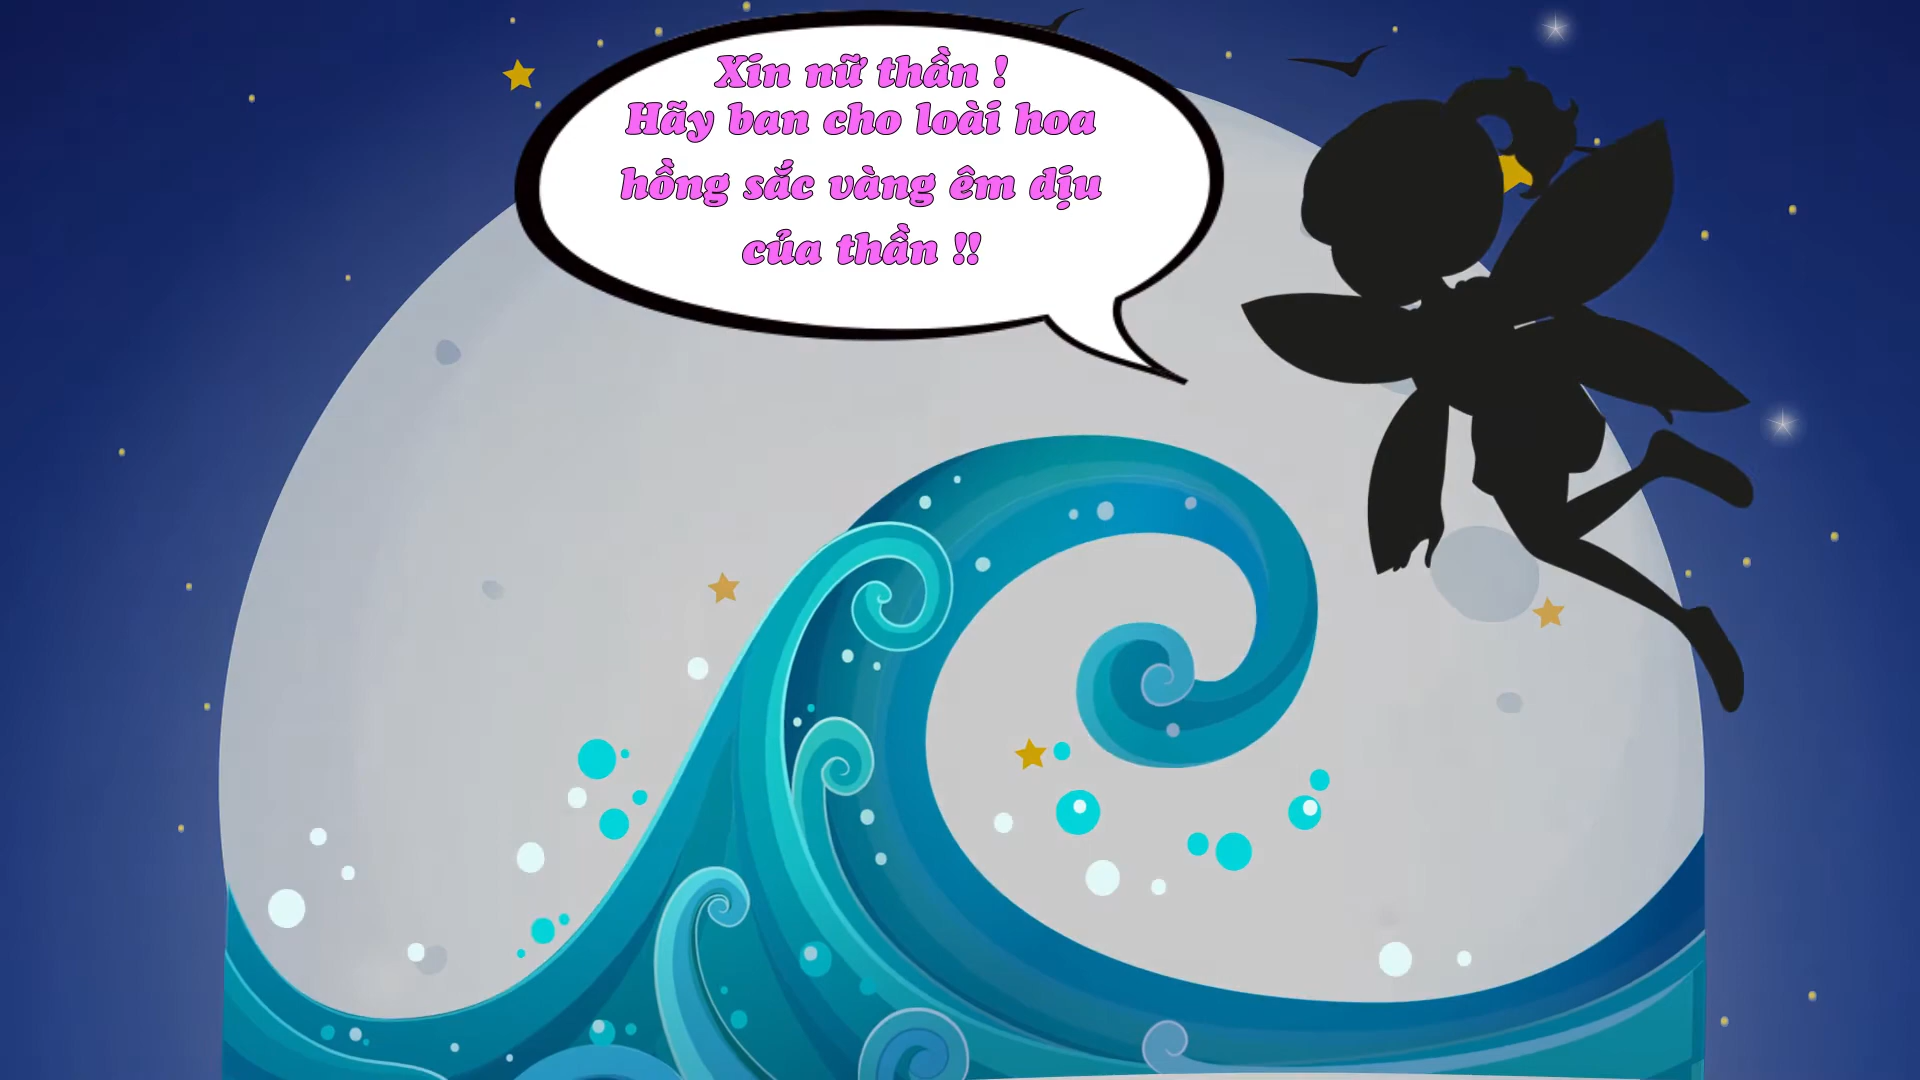 Xin nữ thần !
Hãy ban cho loài hoa
hồng sắc vàng êm dịu
của thần !!